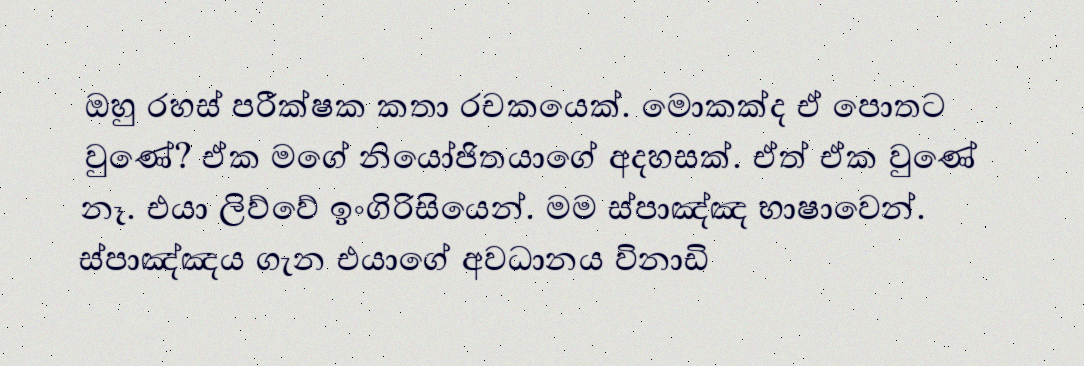 ඔහු රහස් පරීක්ෂක කතා රචකයෙක්. මොකක්ද ඒ පොතට
වුණේ? ඒක මගේ නියෝජිතයාගේ අදහසක්. ඒත් ඒක වුණේ
නෑ. එයා ලිව්වේ ඉංගිරිසියෙන්. මම ස්පාඤ්ඤ භාෂාවෙන්.
ස්පාඤ්ඤය ගැන එයාගේ අවධානය විනාඩි